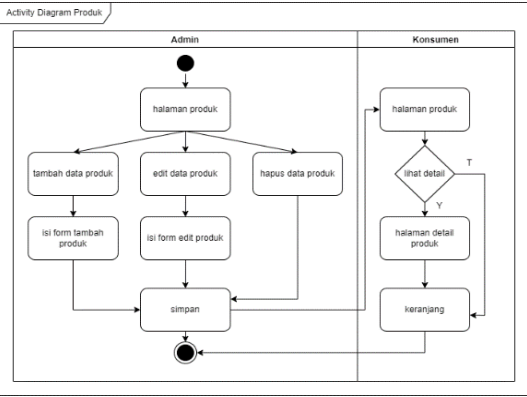 Activity Diagram Produk
Admin
Konsumen
halaman produk
halaman produk
tambah data produk
edit data produk
hapus data produk
lihat detail
T
Y
isi form tambah
produk
isi form edit produk
halaman detail
produk
simpan
keranjang